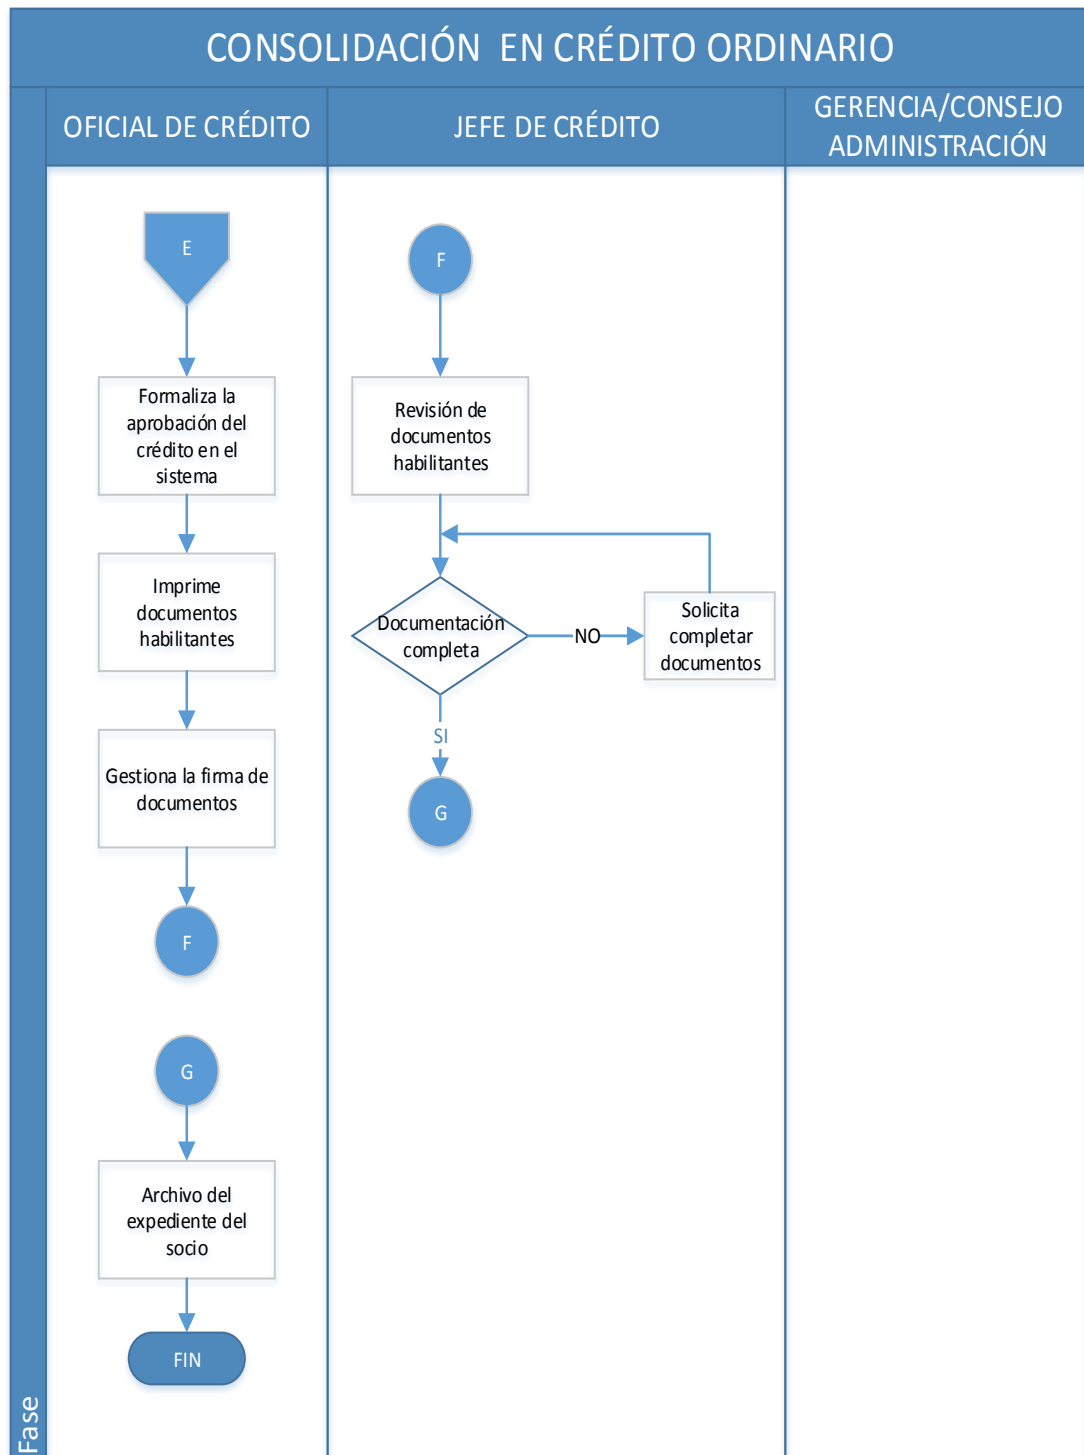 CONSOLIDACIÓN EN CRÉDITO ORDINARIO
OFICIAL DE CRÉDITO
JEFE DE CRÉDITO
GERENCIA/CONSEJO
ADMINISTRACIÓN
E
Formaliza la
aprobación del
crédito en el
sistema
Imprime
documentos
habilitantes
Gestiona la firma de
documentos
F
G
Archivo del
expediente del
socio
FIN
F
Revisión de
documentos
habilitantes
Documentación
completa
NO
Solicita
completar
documentos
SI
G
Fase